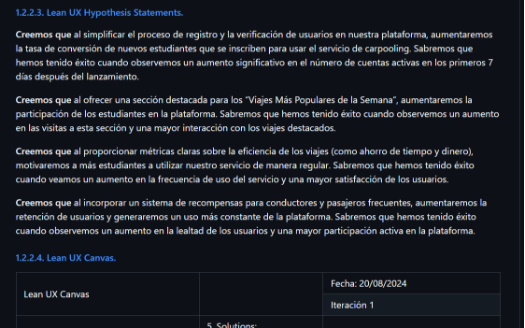 1.2.2.3. Lean UX Hypothesis Statements.
Creemos que al simplificar el proceso de registro y la verificación de usuarios en nuestra plataforma, aumentaremos
la tasa de conversión de nuevos estudiantes que se inscriben para usar el servicio de carpooling. Sabremos que
hemos tenido éxito cuando observemos un aumento significativo en el número de cuentas activas en los primeros 7
días después del lanzamiento.
Creemos que al ofrecer una sección destacada para los "Viajes Más Populares de la Semana", aumentaremos la
participación de los estudiantes en la plataforma. Sabremos que hemos tenido éxito cuando observemos un aumento
en las visitas a esta sección y una mayor interacción con los viajes destacados.
Creemos que al proporcionar métricas claras sobre la eficiencia de los viajes (como ahorro de tiempo y dinero),
motivaremos a más estudiantes a utilizar nuestro servicio de manera regular. Sabremos que hemos tenido éxito
cuando veamos un aumento en la frecuencia de uso del servicio y una mayor satisfacción de los usuarios.
Creemos que al incorporar un sistema de recompensas para conductores y pasajeros frecuentes, aumentaremos la
retención de usuarios y generaremos un uso más constante de la plataforma. Sabremos que hemos tenido éxito
cuando observemos un aumento en la lealtad de los usuarios y una mayor participación activa en la plataforma.
1.2.2.4. Lean UX Canvas.
Lean UX Canvas
Fecha: 20/08/2024
Iteración 1
5. Solutions: